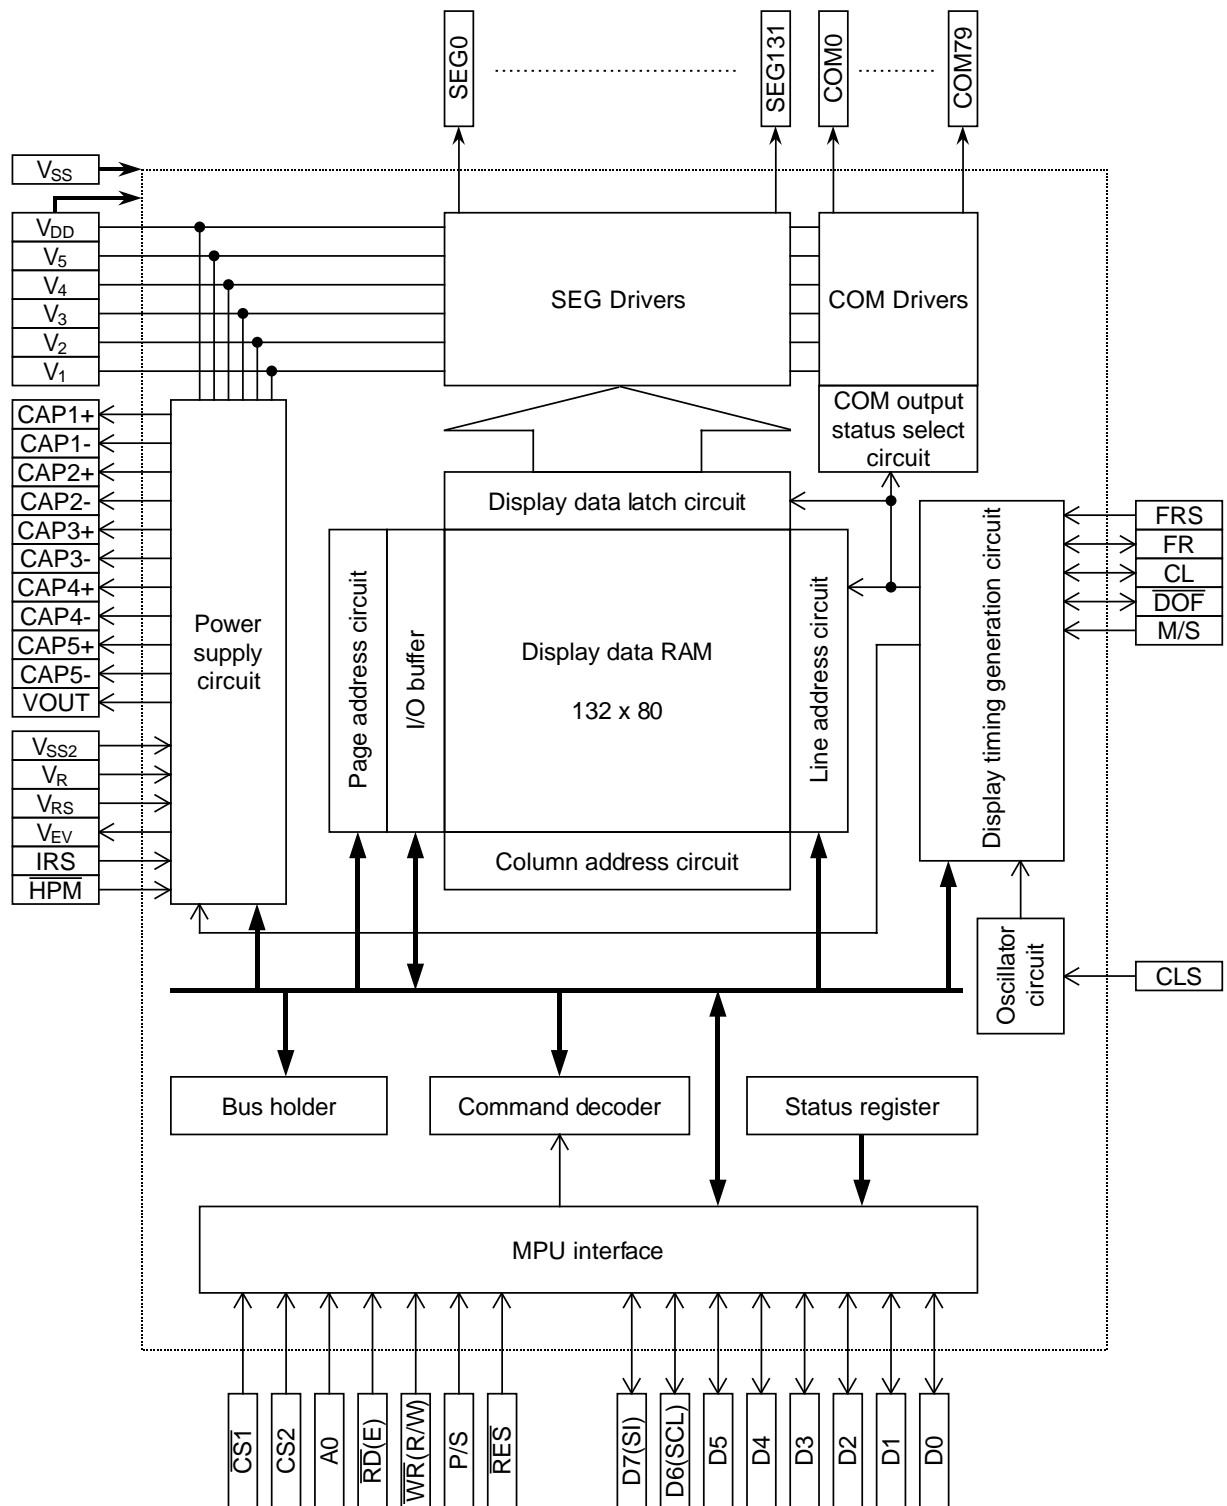 SEG0
SEG131
COM0
COM79
VSS
VDD
V5
V4
V3
V2
V1
SEG Drivers
COM Drivers
COM output
status select
circuit
CAP1+
CAP1-
CAP2+
CAP2-
CAP3+
CAP3-
CAP4+
CAP4-
CAP5+
CAP5-
VOUT
Power
supply
circuit
Display data latch circuit
Page address circuit
I/O buffer
Display data RAM
132 x 80
Line address circuit
Display timing generation circuit
FRS
FR
CL
DOF
M/S
VSS2
VR
VRS
VEV
IRS
HPM
Column address circuit
Oscillator
circuit
CLS
Bus holder
Command decoder
Status register
MPU interface
CS1
CS2
A0
RD(E)
WR(R/W)
P/S
RES
D7(SI)
D6(SCL)
D5
D4
D3
D2
D1
D0